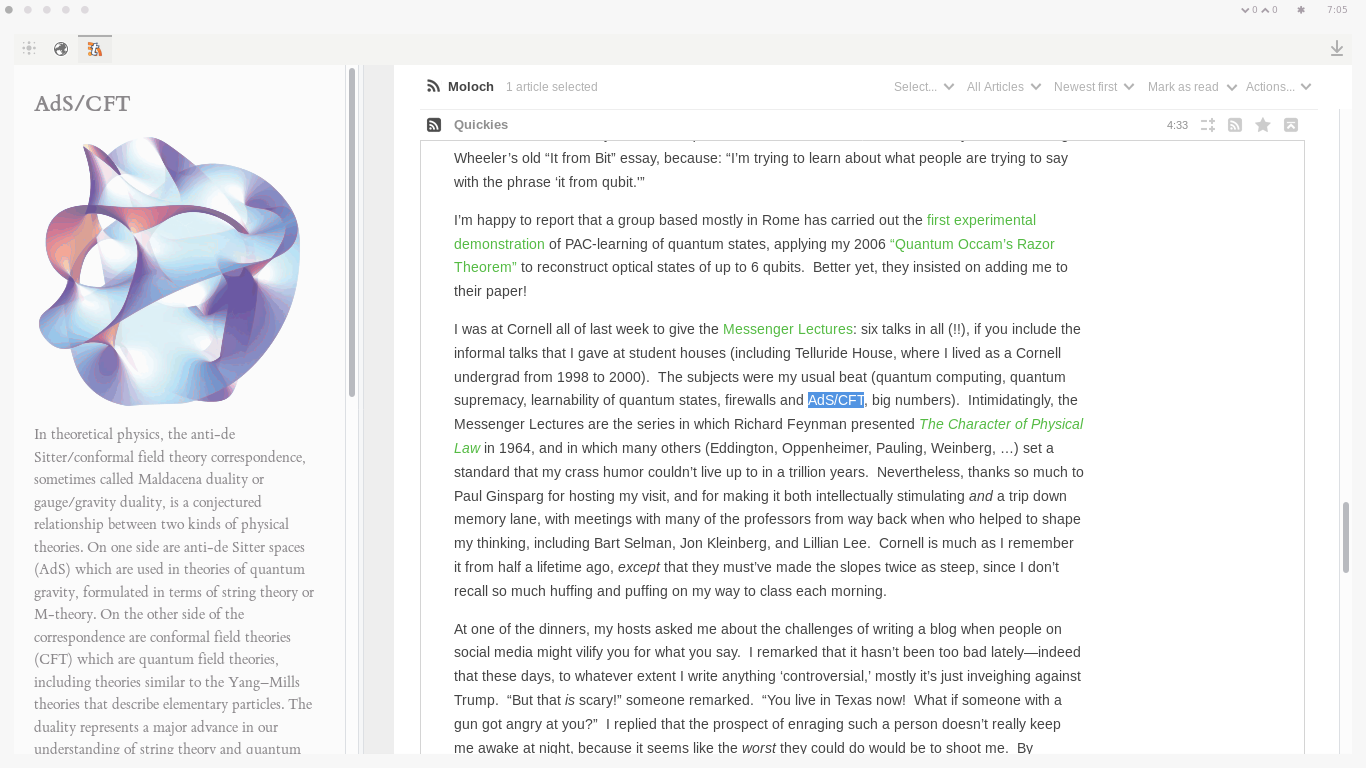 0 0 7:05
AdS/CFT
In theoretical physics, the anti-de
Sitter/conformal field theory correspondence,
sometimes called Maldacena duality or
gauge/gravity duality, is a conjectured
relationship between two kinds of physical
theories. On one side are anti-de Sitter spaces
(AdS) which are used in theories of quantum
gravity, formulated in terms of string theory or
M-theory. On the other side of the
correspondence are conformal field theories
(CFT) which are quantum field theories,
including theories similar to the Yang–Mills
theories that describe elementary particles. The
duality represents a major advance in our
understanding of string theory and quantum
Moloch 1 article selected Select... All Articles Newest first Mark as read Actions...
Quickies 4:33
Wheeler’s old “It from Bit” essay, because: “I’m trying to learn about what people are trying to say
with the phrase ‘it from qubit.'”
I’m happy to report that a group based mostly in Rome has carried out the first experimental
demonstration of PAC-learning of quantum states, applying my 2006 “Quantum Occam’s Razor
Theorem” to reconstruct optical states of up to 6 qubits.  Better yet, they insisted on adding me to
their paper!
I was at Cornell all of last week to give the Messenger Lectures: six talks in all (!!), if you include the
informal talks that I gave at student houses (including Telluride House, where I lived as a Cornell
undergrad from 1998 to 2000).  The subjects were my usual beat (quantum computing, quantum
supremacy, learnability of quantum states, firewalls and AdS/CFT, big numbers).  Intimidatingly, the
Messenger Lectures are the series in which Richard Feynman presented The Character of Physical
Law in 1964, and in which many others (Eddington, Oppenheimer, Pauling, Weinberg, …) set a
standard that my crass humor couldn’t live up to in a trillion years.  Nevertheless, thanks so much to
Paul Ginsparg for hosting my visit, and for making it both intellectually stimulating and a trip down
memory lane, with meetings with many of the professors from way back when who helped to shape
my thinking, including Bart Selman, Jon Kleinberg, and Lillian Lee.  Cornell is much as I remember
it from half a lifetime ago, except that they must’ve made the slopes twice as steep, since I don’t
recall so much huffing and puffing on my way to class each morning.
At one of the dinners, my hosts asked me about the challenges of writing a blog when people on
social media might vilify you for what you say.  I remarked that it hasn’t been too bad lately—indeed
that these days, to whatever extent I write anything ‘controversial,’ mostly it’s just inveighing against
Trump.  “But that is scary!” someone remarked.  “You live in Texas now!  What if someone with a
gun got angry at you?”  I replied that the prospect of enraging such a person doesn’t really keep
me awake at night, because it seems like the worst they could do would be to shoot me.  By